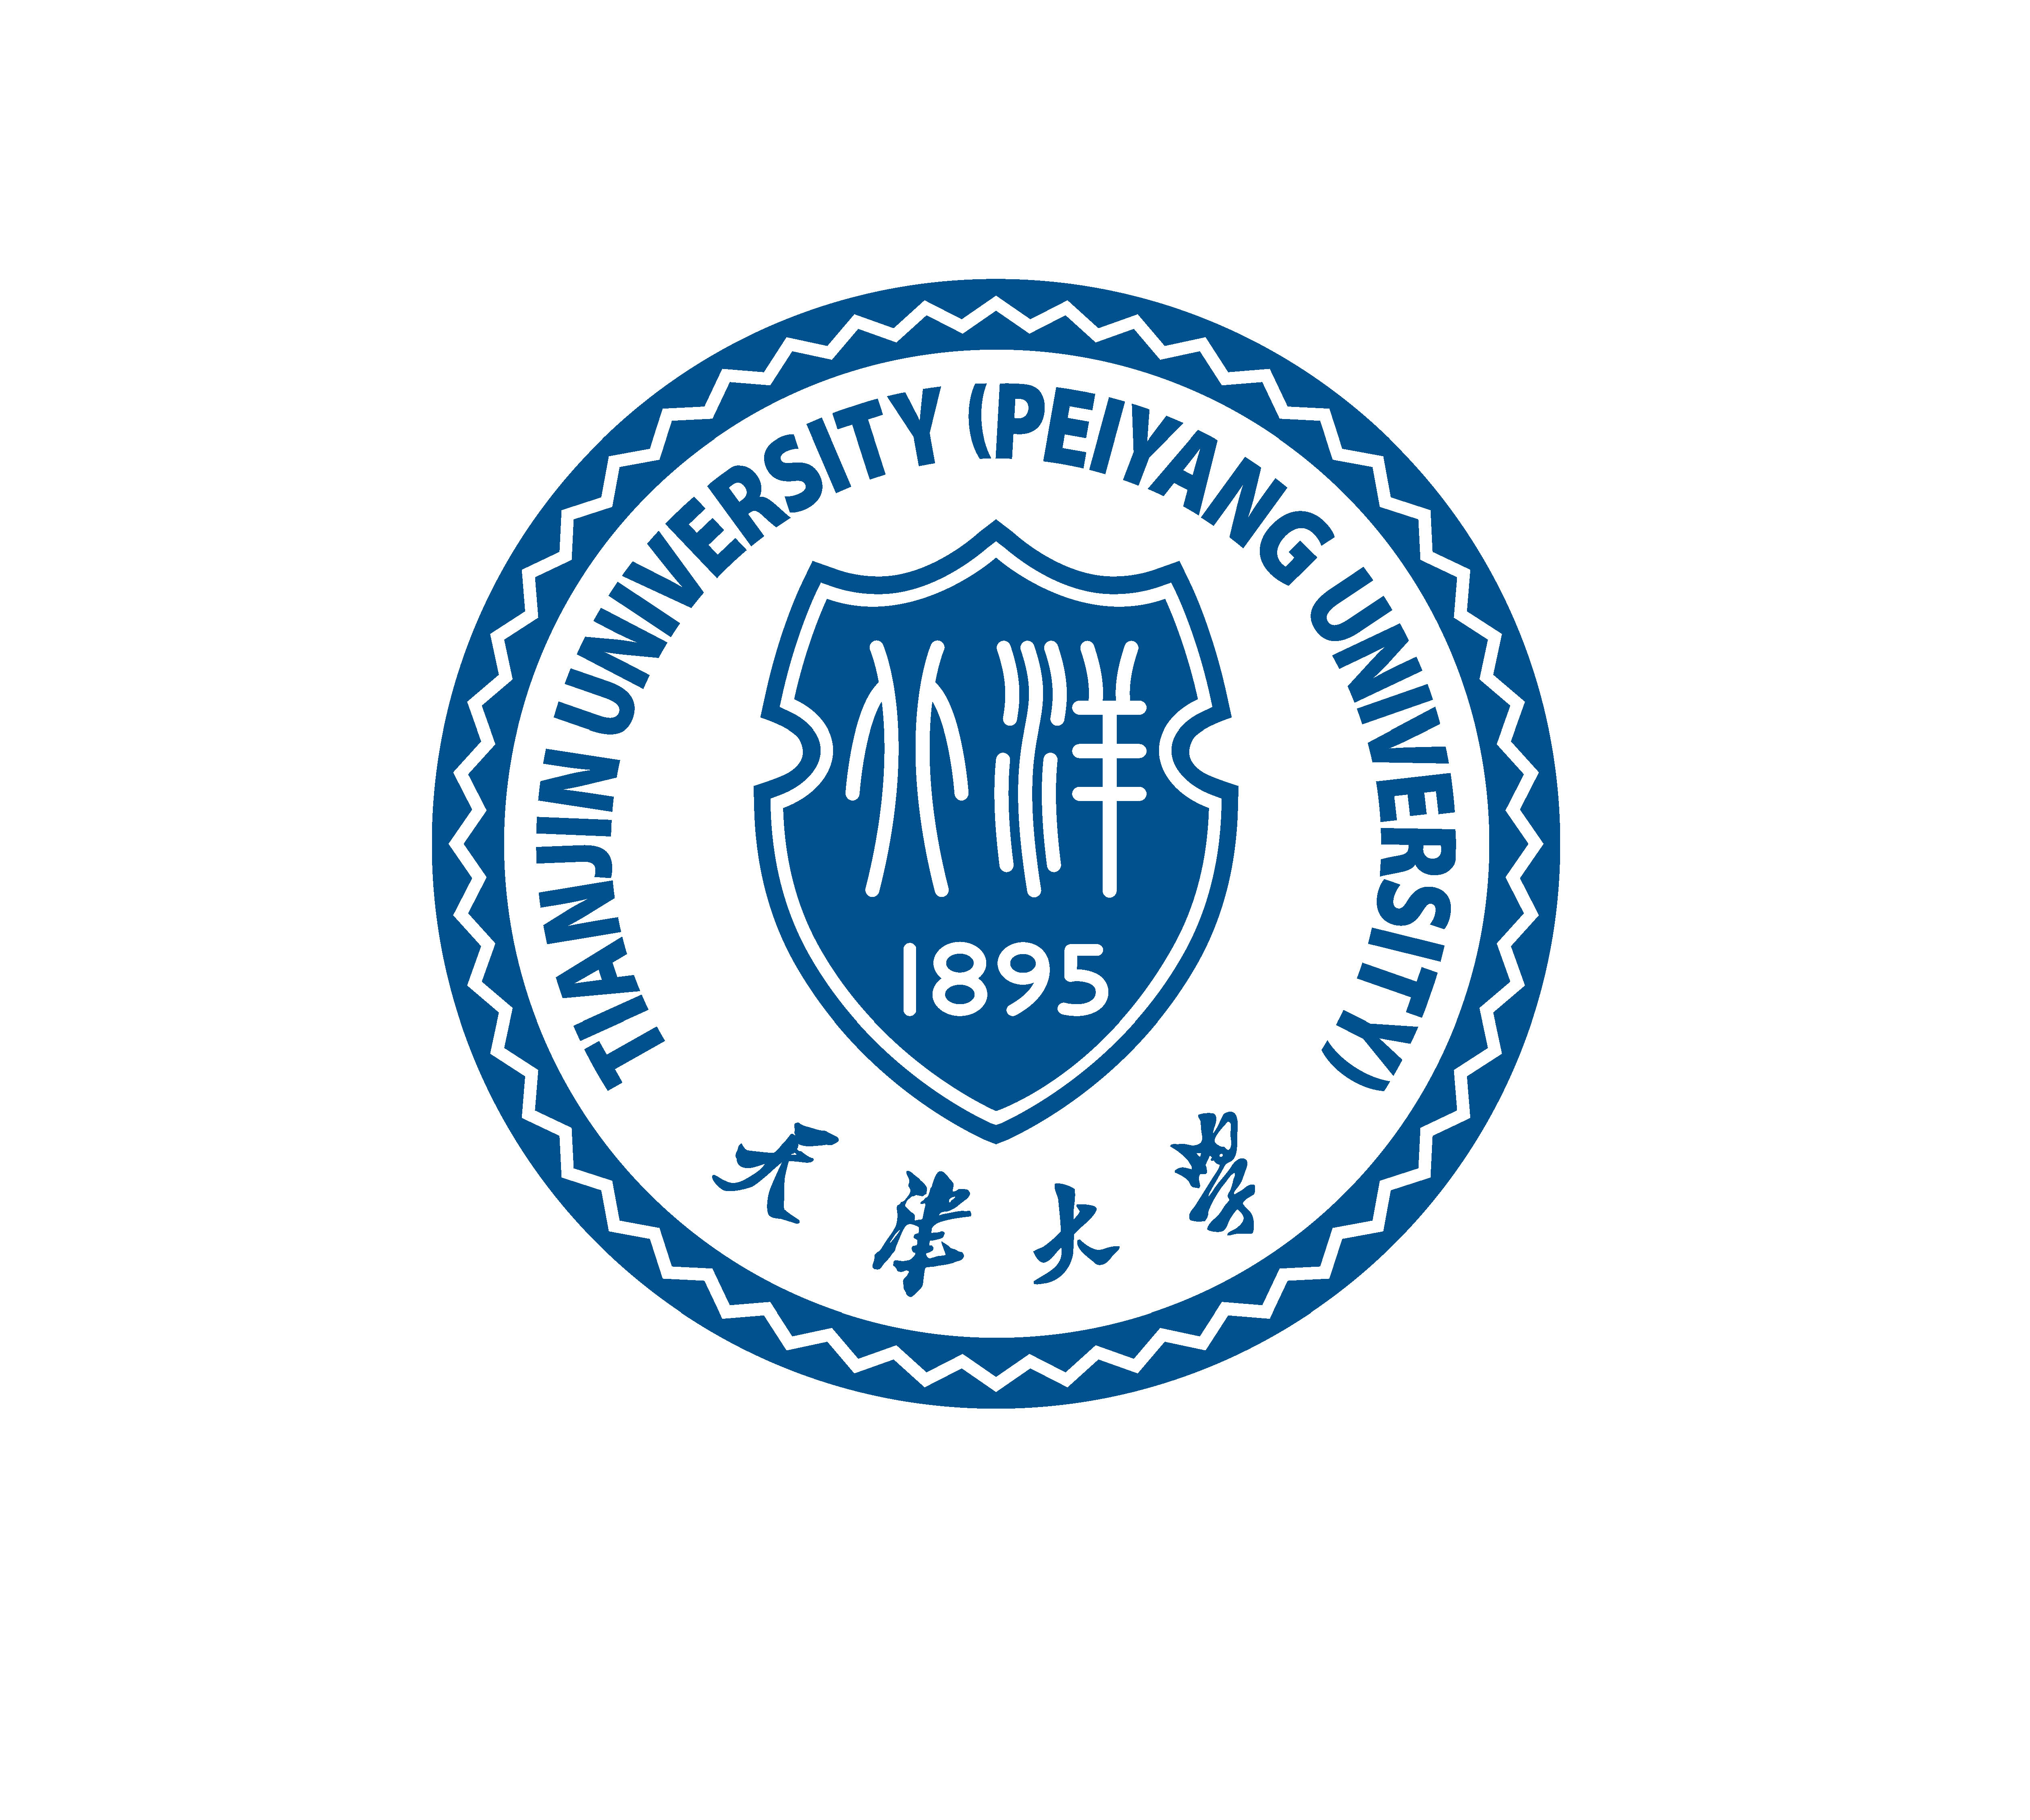 TIANJIN UNIVERSITY (PEIYANG UNIVERSITY)
北洋
1895
天津大學